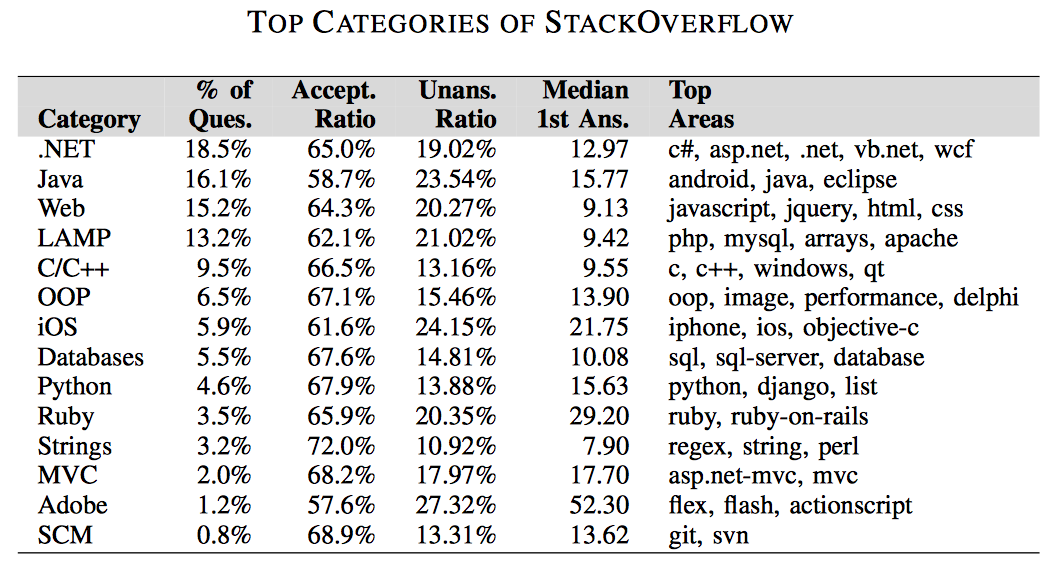 TOP CATEGORIES OF STACKOVERFLOW
% of Accept. Unans. Median Top
Category Ques. Ratio Ratio 1st Ans. Areas
.NET 18.5% 65.0% 19.02% 12.97 c#, asp.net, .net, vb.net, wcf
Java 16.1% 58.7% 23.54% 15.77 android, java, eclipse
Web 15.2% 64.3% 20.27% 9.13 javascript, jquery, html, css
LAMP 13.2% 62.1% 21.02% 9.42 php, mysql, arrays, apache
C/C++ 9.5% 66.5% 13.16% 9.55 c, c++, windows, qt
OOP 6.5% 67.1% 15.46% 13.90 oop, image, performance, delphi
iOS 5.9% 61.6% 24.15% 21.75 iphone, ios, objective-c
Databases 5.5% 67.6% 14.81% 10.08 sql, sql-server, database
Python 4.6% 67.9% 13.88% 15.63 python, django, list
Ruby 3.5% 65.9% 20.35% 29.20 ruby, ruby-on-rails
Strings 3.2% 72.0% 10.92% 7.90 regex, string, perl
MVC 2.0% 68.2% 17.97% 17.70 asp.net-mvc, mvc
Adobe 1.2% 57.6% 27.32% 52.30 flex, flash, actionscript
SCM 0.8% 68.9% 13.31% 13.62 git, svn